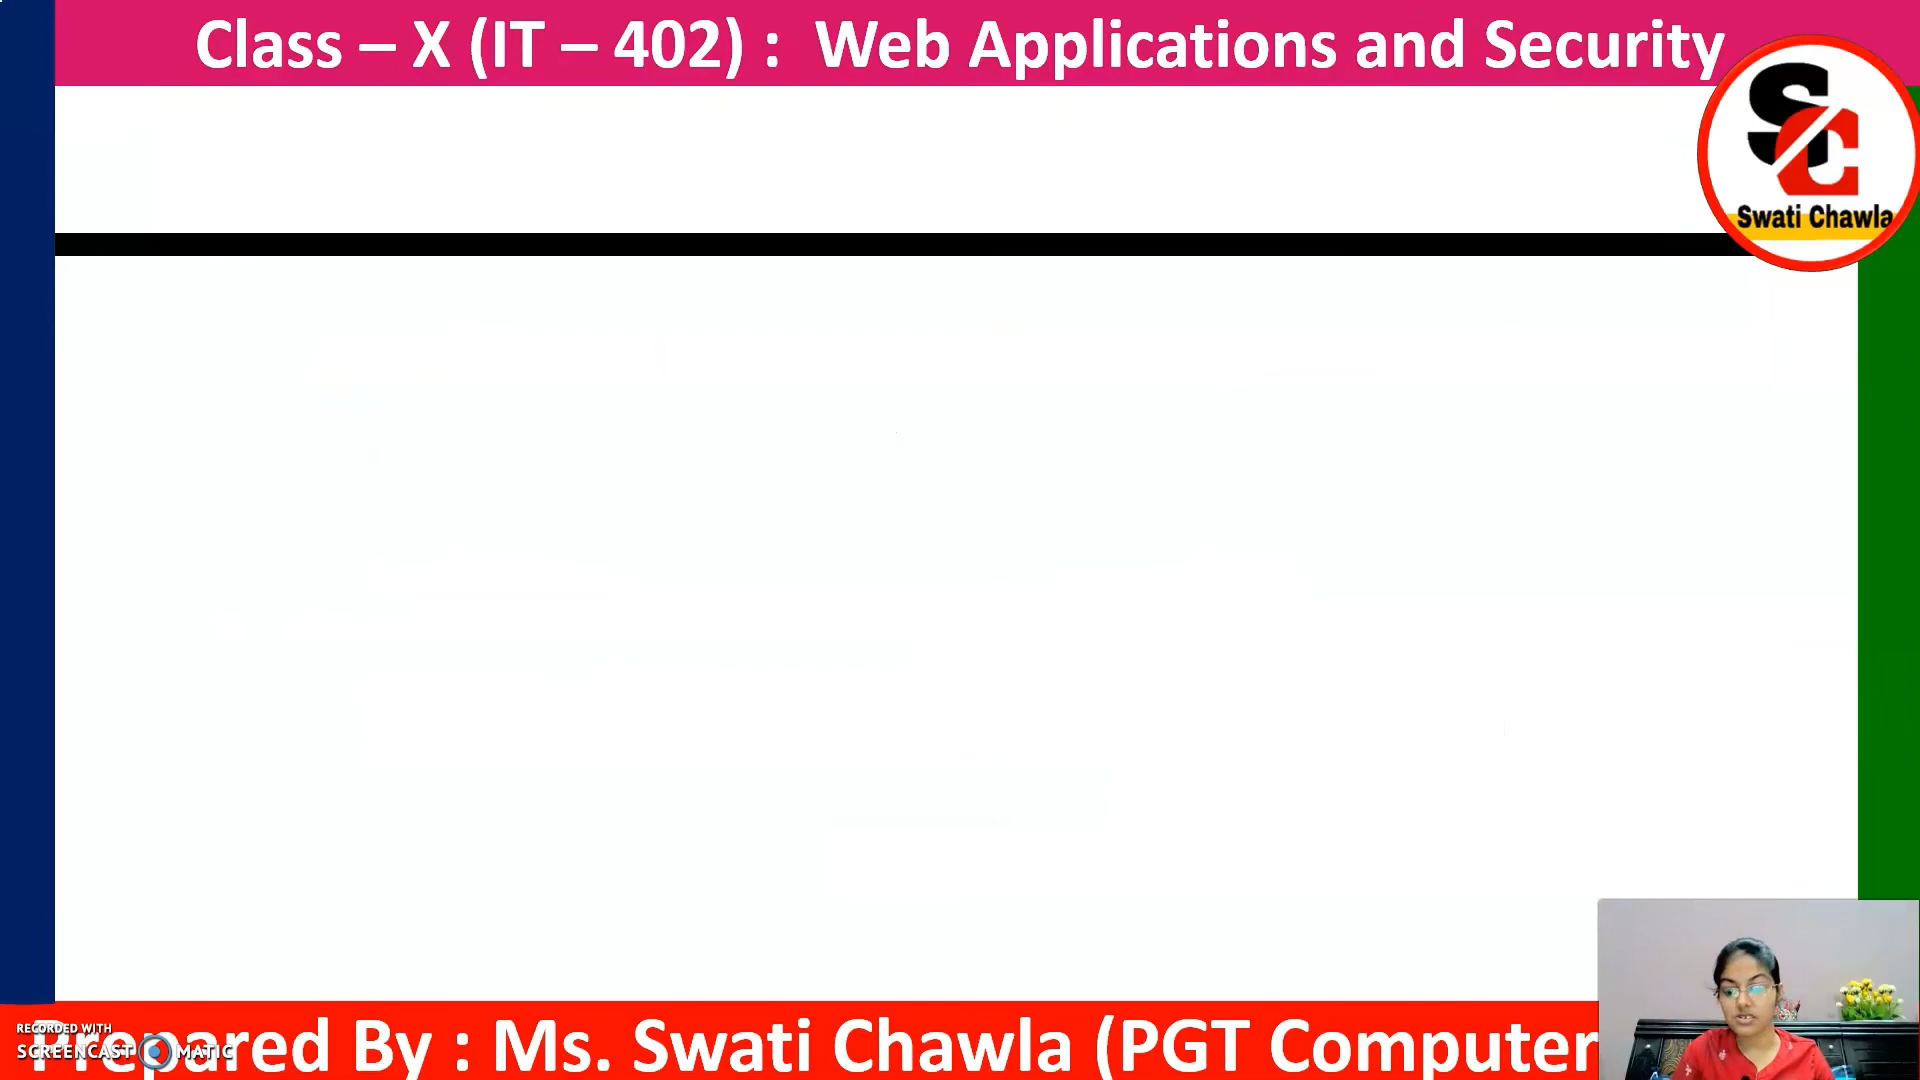 Class – X (IT – 402) :  Web Applications and Security
SC
Swati Chawla
Prepared By : Ms. Swati Chawla (PGT Computer
RECORDED WITH
SCREENCAST MATIC